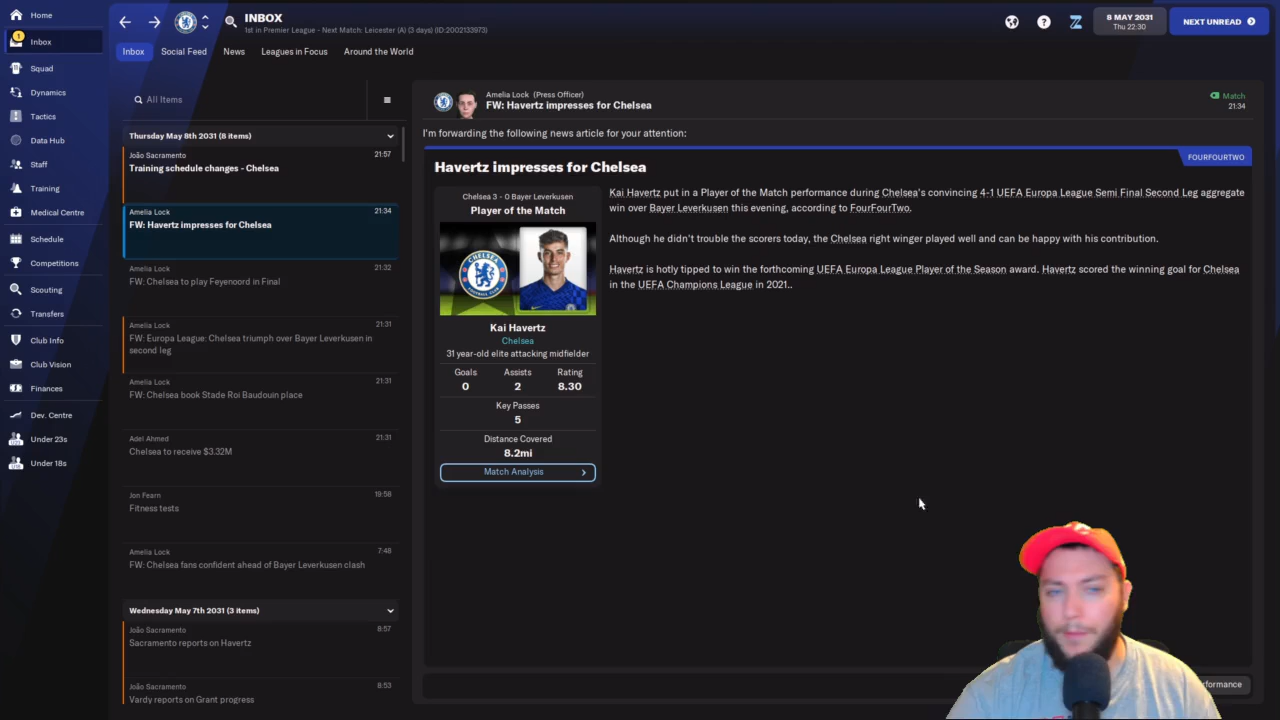 Home
1
Inbox
Squad
Dynamics
Tactics
Data Hub
Staff
Training
Medical Centre
Schedule
Competitions
Scouting
Transfers
Club Info
Club Vision
Finances
Dev. Centre
Under 23s
Under 18s
INBOX
1st in Premier League - Next Match: Leicester (A) (3 days) (ID:2002133973)
8 MAY 2031
Thu 22:30
NEXT UNREAD
Inbox
Social Feed
News
Leagues in Focus
Around the World
All Items
Thursday May 8th 2031 (8 items)
João Sacramento 21:57
Training schedule changes - Chelsea
Amelia Lock 21:34
FW: Havertz impresses for Chelsea
Amelia Lock 21:32
FW: Chelsea to play Feyenoord in Final
Amelia Lock 21:31
FW: Europa League: Chelsea triumph over Bayer Leverkusen in
second leg
Amelia Lock 21:31
FW: Chelsea book Stade Roi Baudouin place
Adel Ahmed 21:31
Chelsea to receive $3.32M
Jon Fearn 19:58
Fitness tests
Amelia Lock 7:48
FW: Chelsea fans confident ahead of Bayer Leverkusen clash
Wednesday May 7th 2031 (3 items)
João Sacramento 8:57
Sacramento reports on Havertz
João Sacramento 8:53
Vardy reports on Grant progress
Amelia Lock (Press Officer)
FW: Havertz impresses for Chelsea
Match
21:34
I'm forwarding the following news article for your attention:
FOURFOURTWO
Havertz impresses for Chelsea
Chelsea 3 - 0 Bayer Leverkusen
Player of the Match
Kai Havertz
Chelsea
31 year-old elite attacking midfielder
Goals Assists Rating
0 2 8.30
Key Passes
5
Distance Covered
8.2mi
Match Analysis
Kai Havertz put in a Player of the Match performance during Chelsea's convincing 4-1 UEFA Europa League Semi Final Second Leg aggregate
win over Bayer Leverkusen this evening, according to FourFourTwo.
Although he didn't trouble the scorers today, the Chelsea right winger played well and can be happy with his contribution.
Havertz is hotly tipped to win the forthcoming UEFA Europa League Player of the Season award. Havertz scored the winning goal for Chelsea
in the UEFA Champions League in 2021..